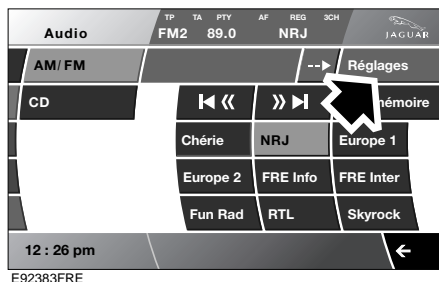 TP TA PTY AF REG 3CH
Audio FM2 89.0 NRJ JAGUAR
AM/FM Réglages
CD mémoire
Chérie NRJ Europe 1
Europe 2 FRE Info FRE Inter
Fun Rad RTL Skyrock
12 : 26 pm
E92383FRE